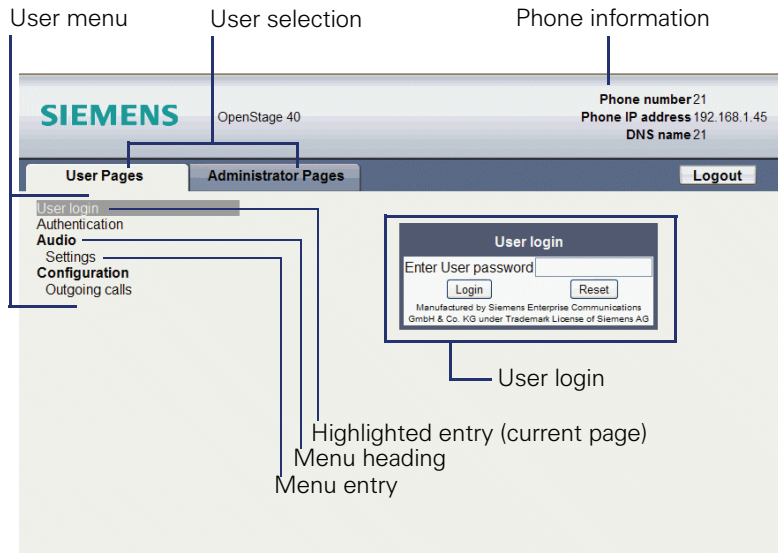 User menu
User selection
Phone information
SIEMENS
OpenStage 40
Phone number 21
Phone IP address 192.168.1.45
DNS name 21
User Pages
Administrator Pages
Logout
User login
Authentication
Audio
Settings
Configuration
Outgoing calls
User login
Enter User password
Login
Reset
Manufactured by Siemens Enterprise Communications
GmbH & Co. KG under Trademark License of Siemens AG
User login
Highlighted entry (current page)
Menu heading
Menu entry